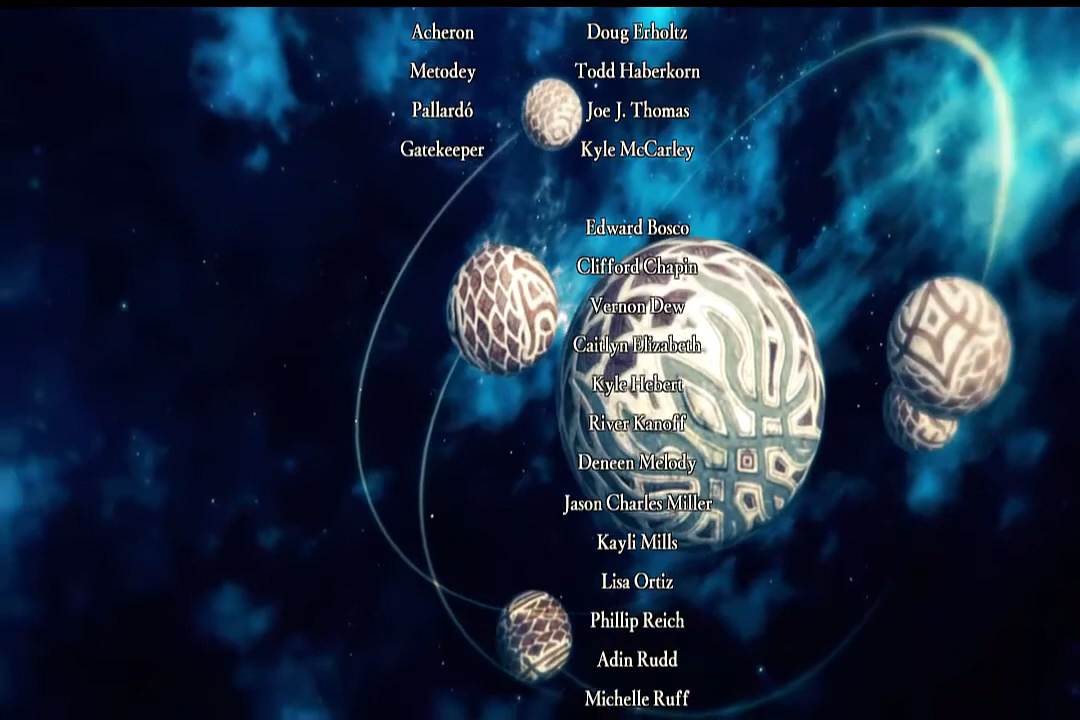 Acheron Doug Erholtz
Metodey Todd Haberkorn
Pallardó Joe J. Thomas
Gatekeeper Kyle McCarley
Edward Bosco
Clifford Chapin
Vernon Dew
Caitlyn Elizabeth
Kyle Hebert
River Kanoff
Deneen Melody
Jason Charles Miller
Kayli Mills
Lisa Ortiz
Phillip Reich
Adin Rudd
Michelle Ruff